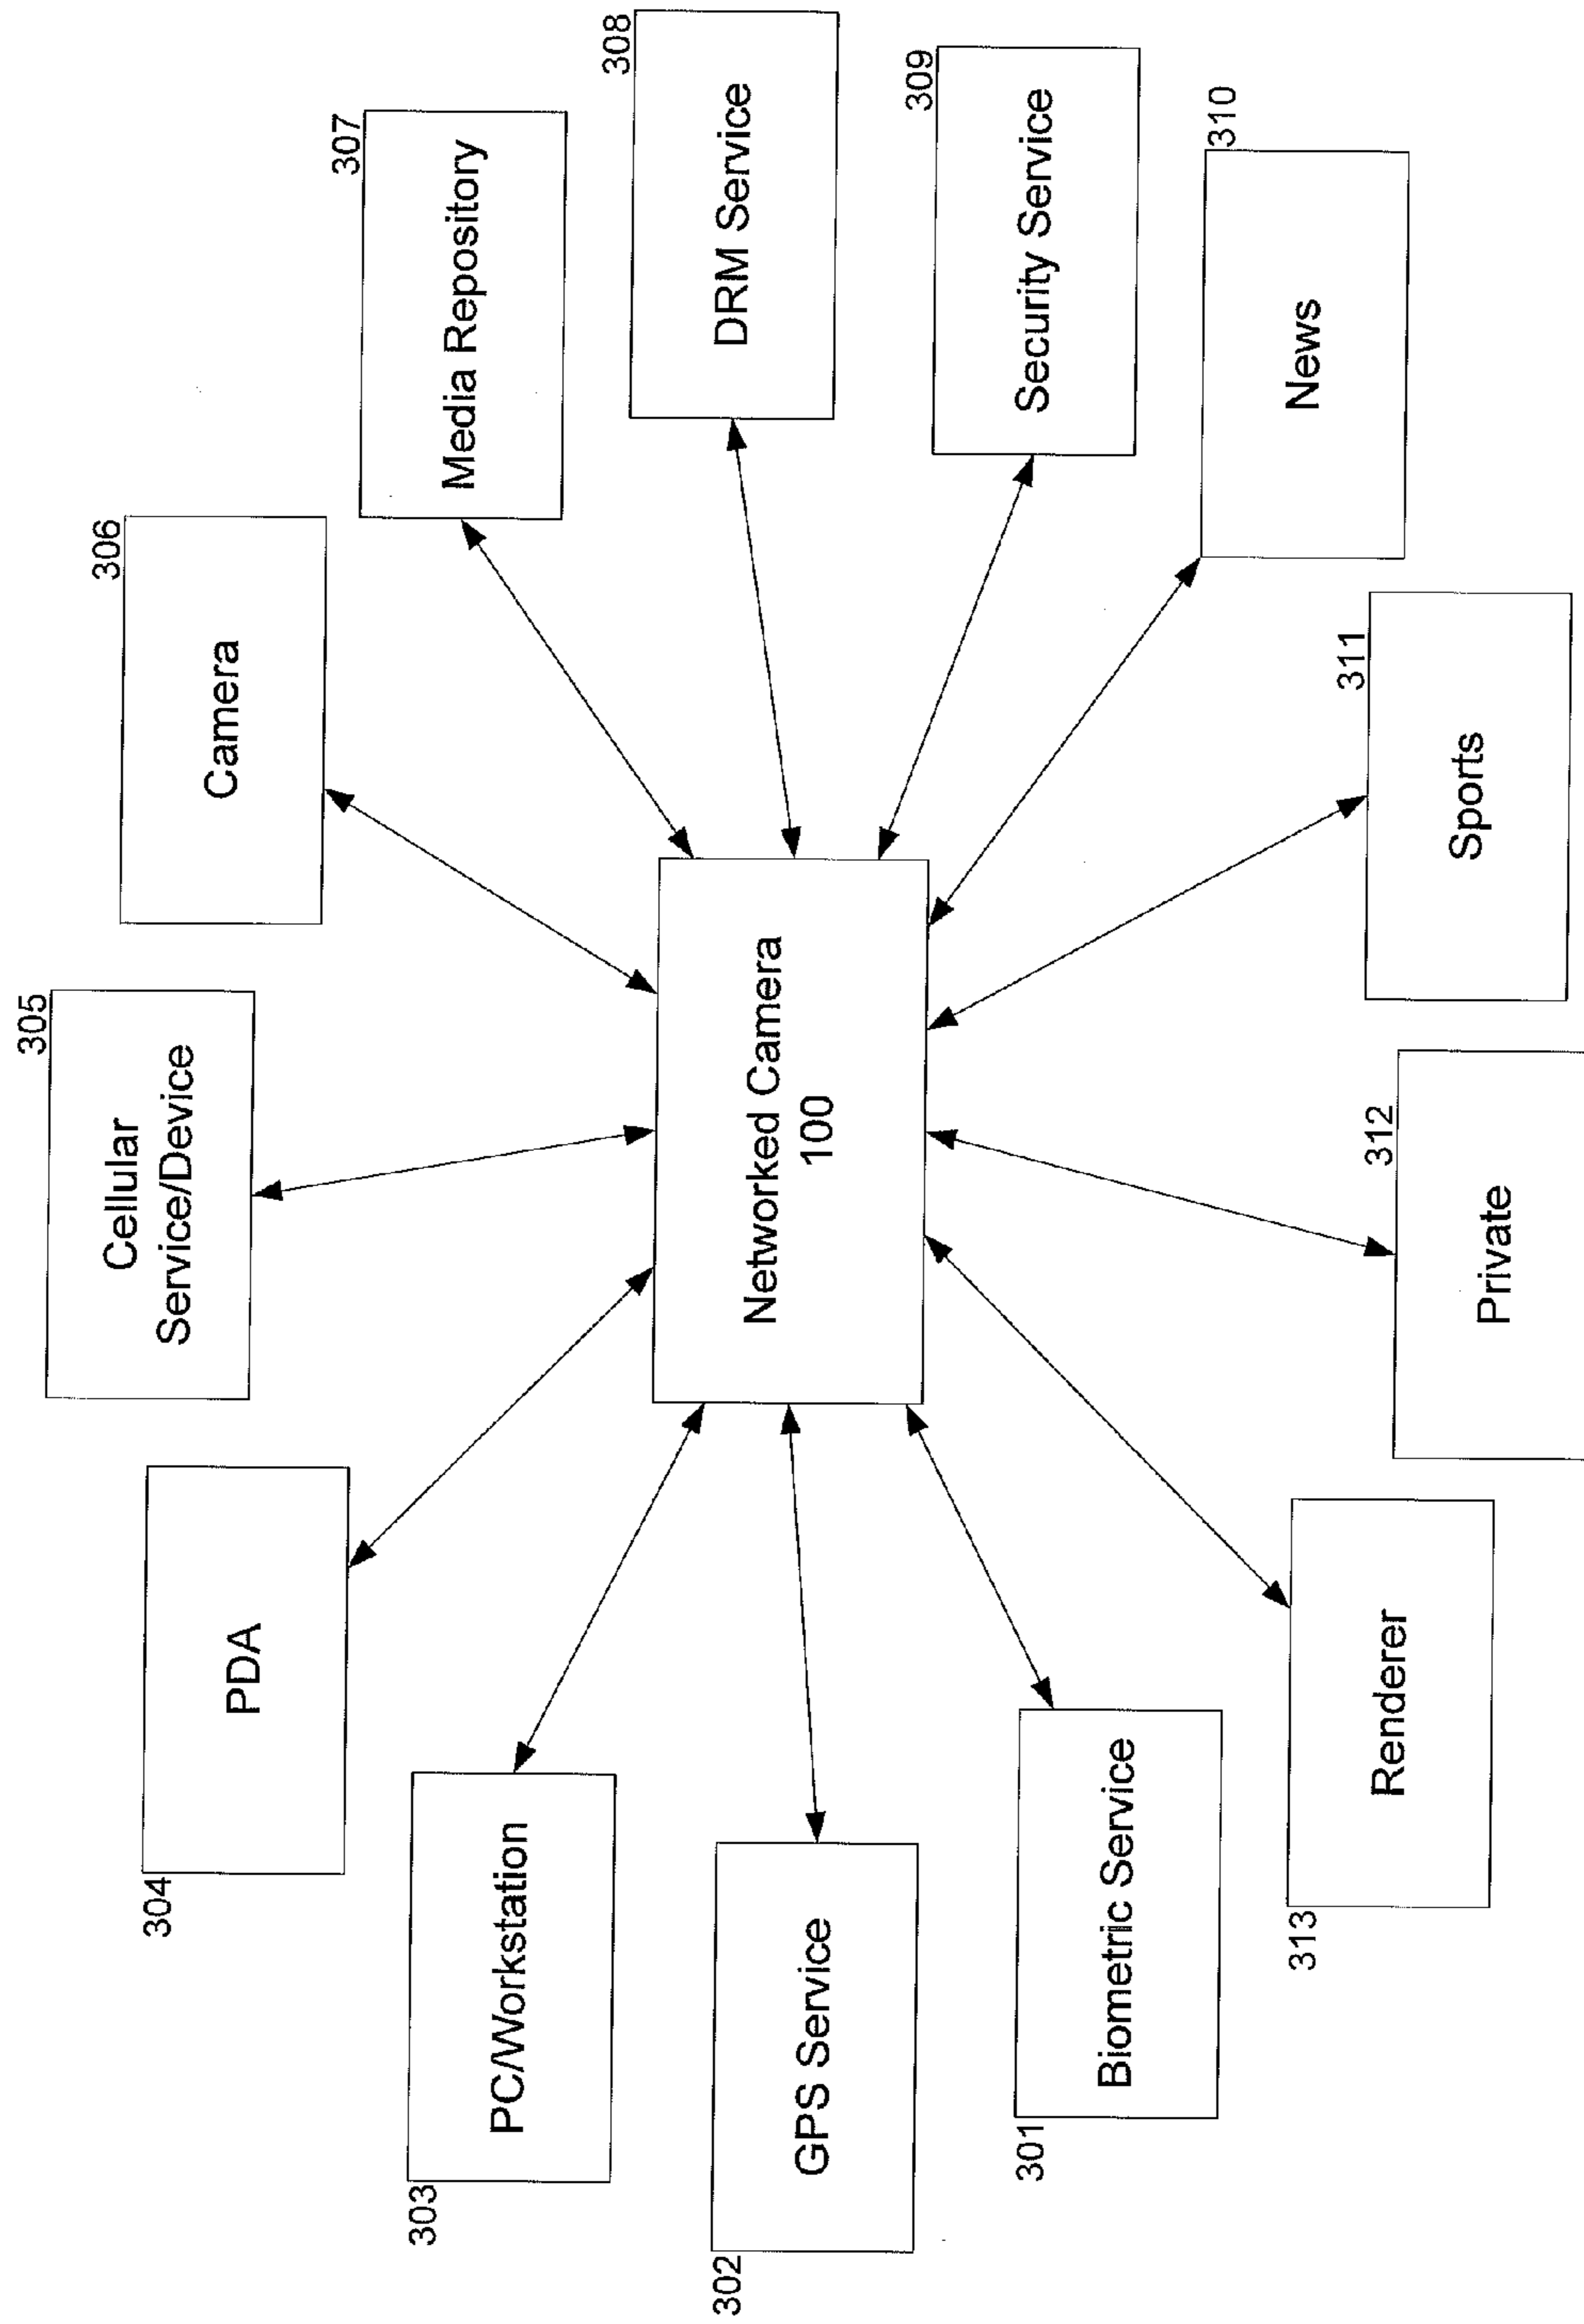 305
Cellular
Service/Device
304
PDA
306
Camera
303
PC/Workstation
307
Media Repository
302
GPS Service
Networked Camera
100
308
DRM Service
301
Biometric Service
309
Security Service
313
Renderer
310
News
312
Private
311
Sports